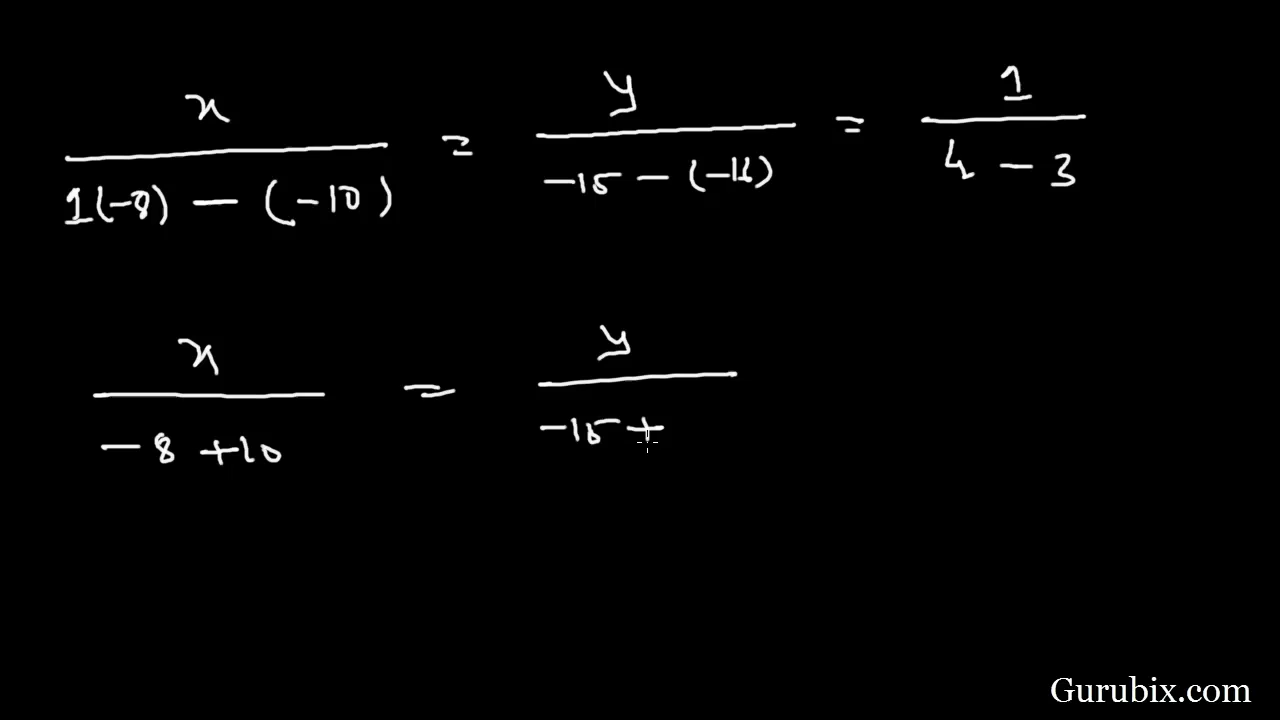 x/(1(-8) - (-10)) = y/(-15 - (-16)) = 1/(4 - 3)
x/(-8 + 10) = y/(-15 +
Gurubix.com